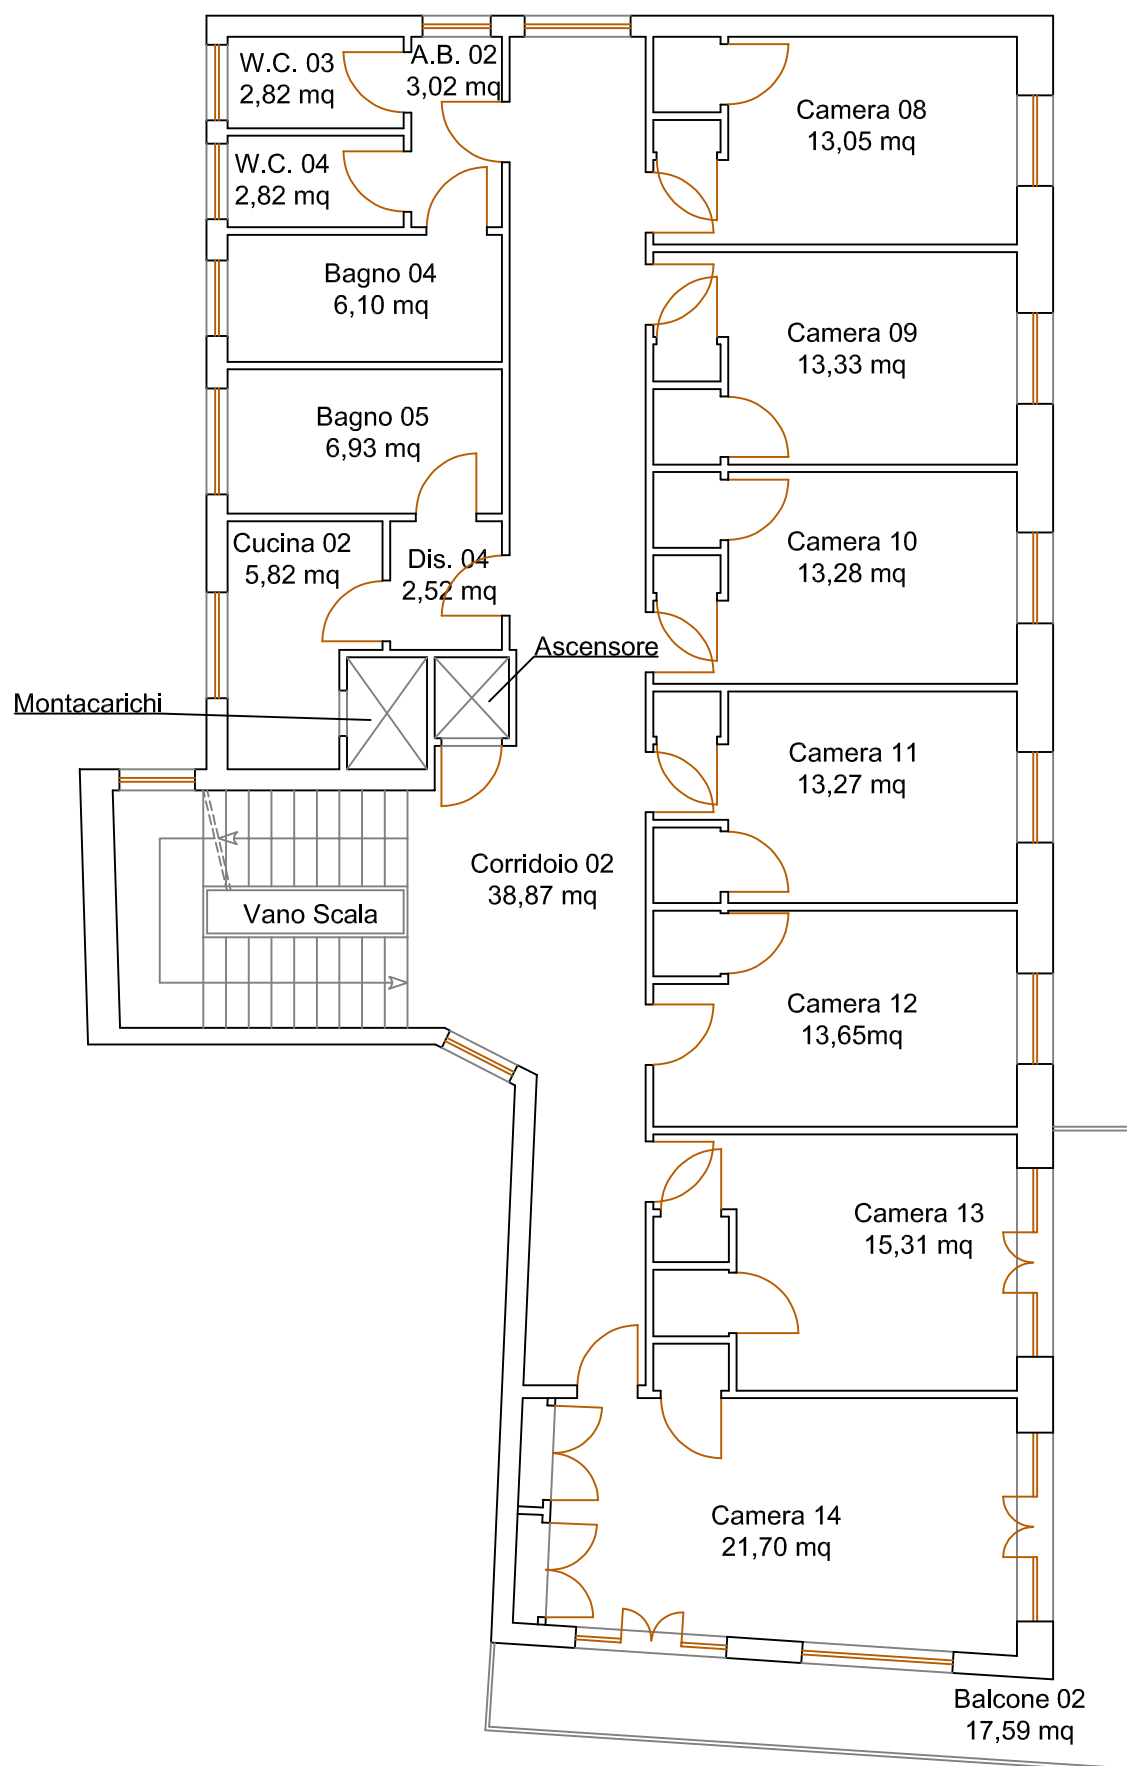 W.C. 03
2,82 mq
A.B. 02
3,02 mq
Camera 08
13,05 mq
W.C. 04
2,82 mq
Bagno 04
6,10 mq
Camera 09
13,33 mq
Bagno 05
6,93 mq
Cucina 02
5,82 mq
Dis. 04
2,52 mq
Camera 10
13,28 mq
Ascensore
Montacarichi
Camera 11
13,27 mq
Corridoio 02
38,87 mq
Vano Scala
Camera 12
13,65mq
Camera 13
15,31 mq
Camera 14
21,70 mq
Balcone 02
17,59 mq